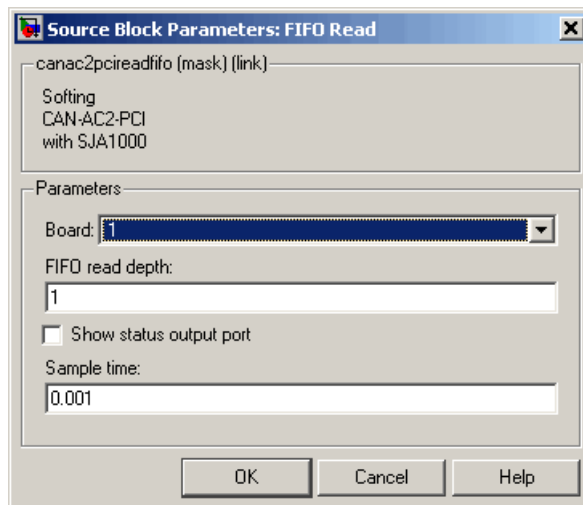 Source Block Parameters: FIFO Read
canac2pcireadfifo (mask) (link)
Softing
CAN-AC2-PCI
with SJA1000
Parameters
Board: 1
FIFO read depth:
1
Show status output port
Sample time:
0.001
OK Cancel Help